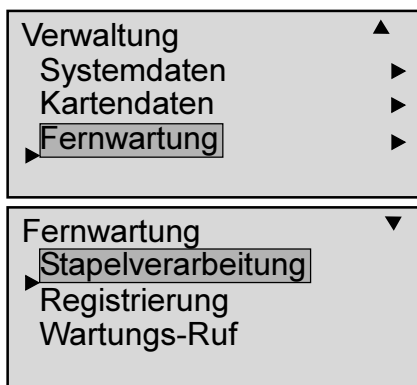 Verwaltung
Systemdaten
Kartendaten
Fernwartung
Fernwartung
Stapelverarbeitung
Registrierung
Wartungs-Ruf